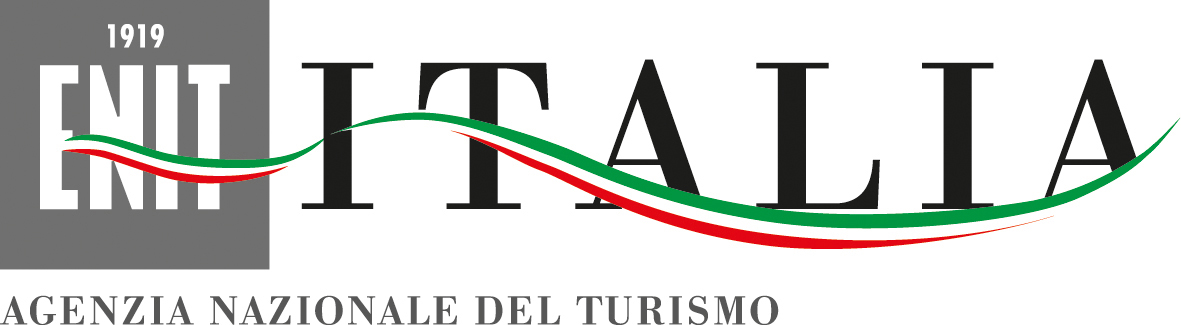 1919
ENIT ITALIA
AGENZIA NAZIONALE DEL TURISMO